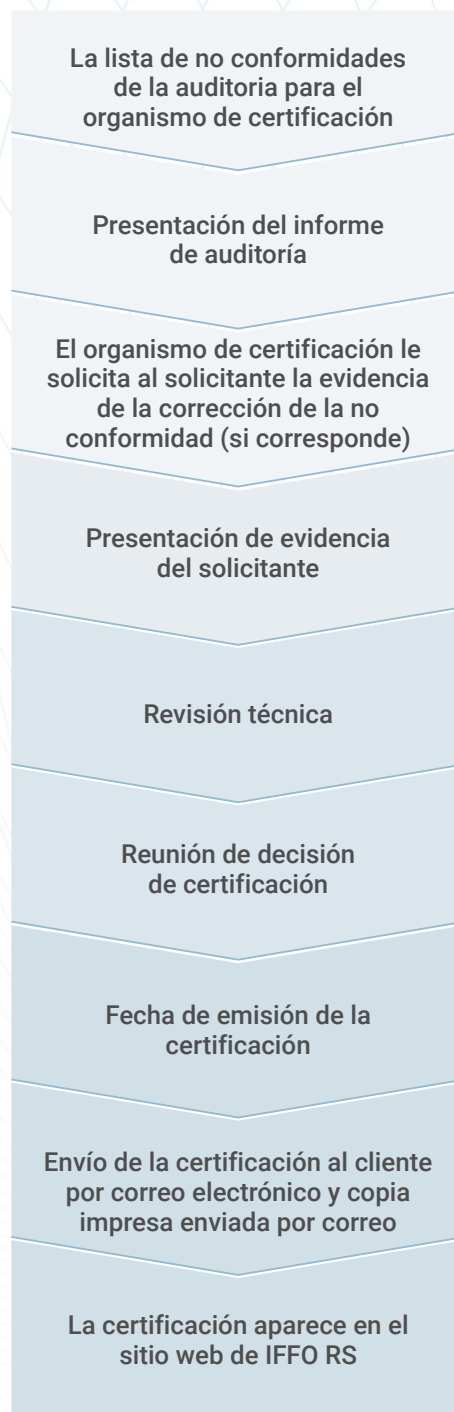 La lista de no conformidades
de la auditoria para el
organismo de certificación
Presentación del informe
de auditoría
El organismo de certificación le
solicita al solicitante la evidencia
de la corrección de la no
conformidad (si corresponde)
Presentación de evidencia
del solicitante
Revisión técnica
Reunión de decisión
de certificación
Fecha de emisión de la
certificación
Envío de la certificación al cliente
por correo electrónico y copia
impresa enviada por correo
La certificación aparece en el
sitio web de IFFO RS